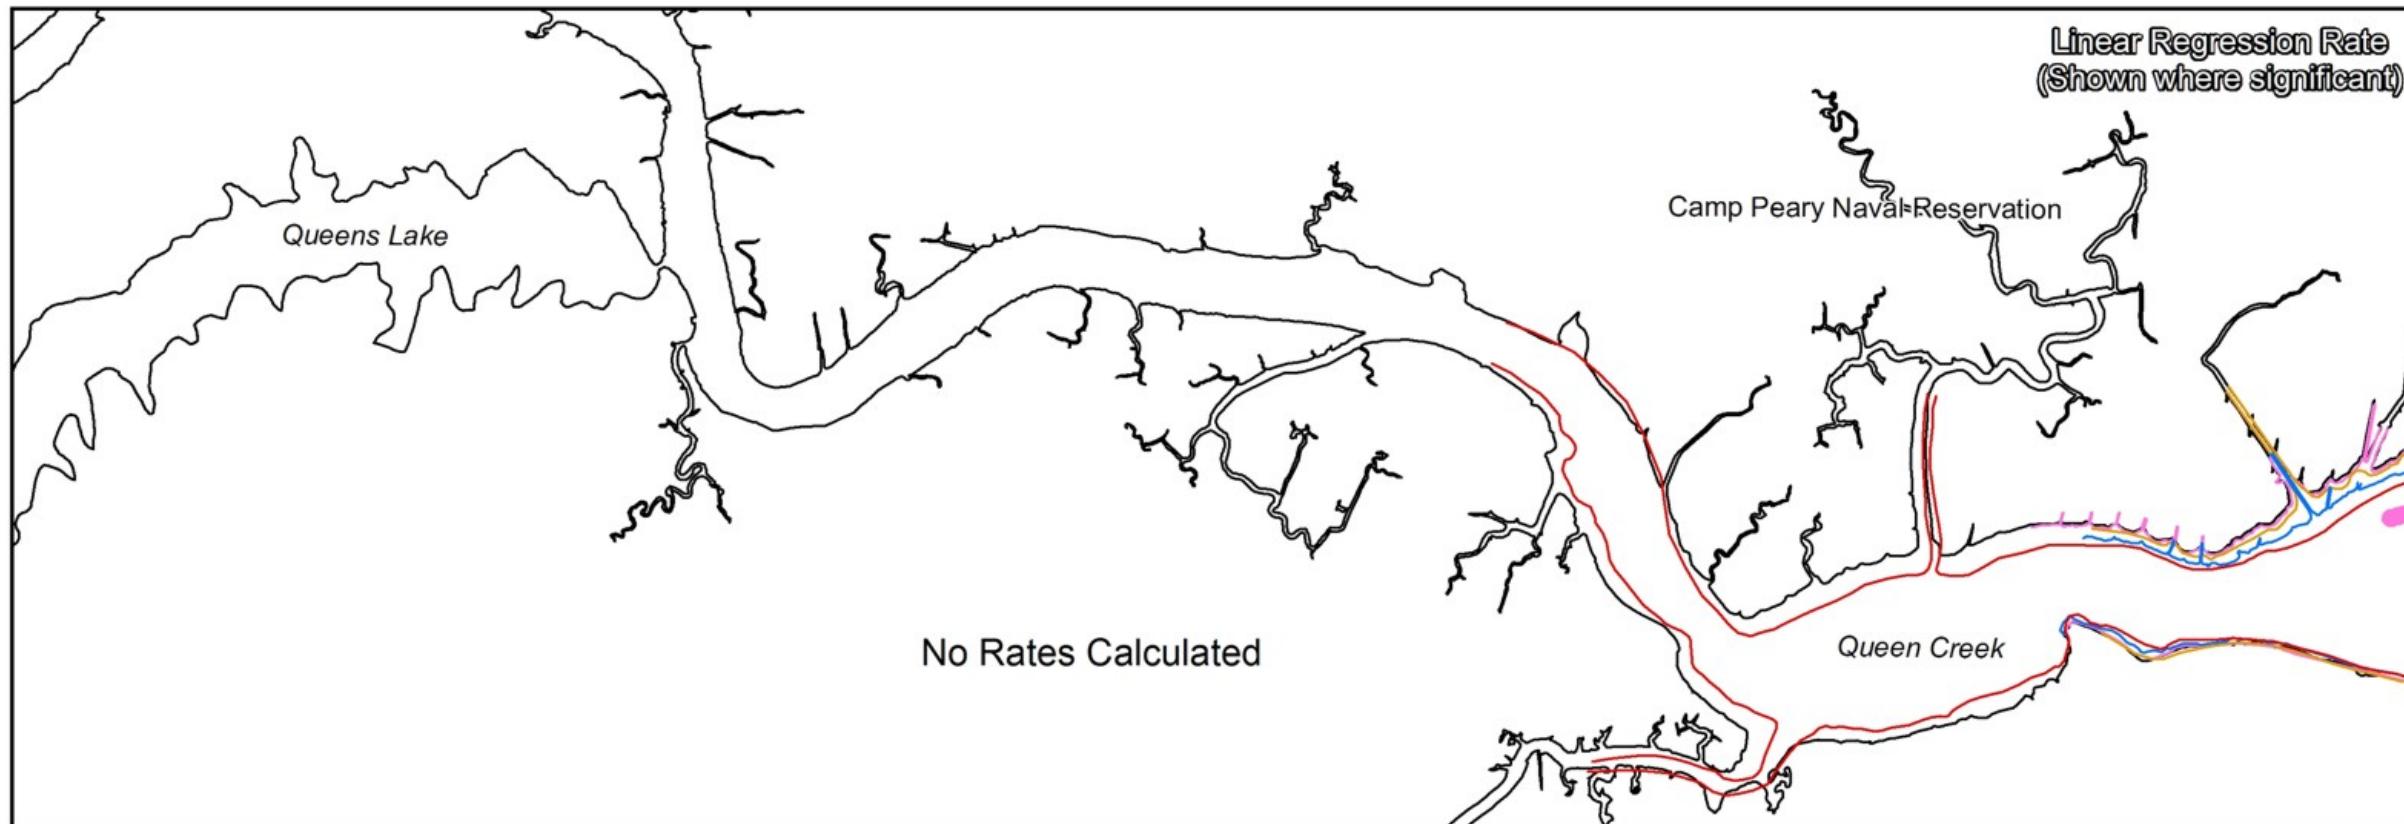 Linear Regression Rate
(Shown where significant)
Camp Peary Naval Reservation
Queens Lake
Queen Creek
No Rates Calculated